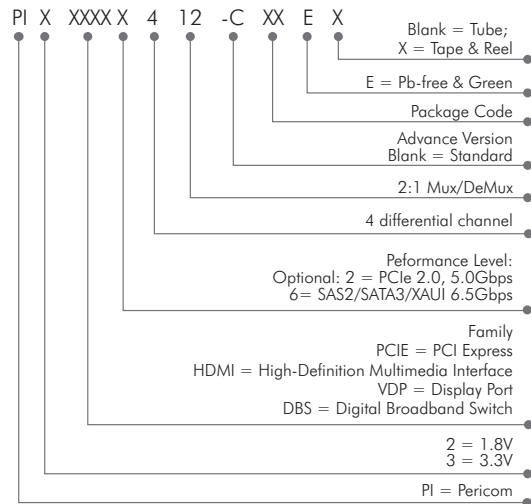 PI X XXXX X 4 12 -C XX E X
Blank = Tube;
X = Tape & Reel
E = Pb-free & Green
Package Code
Advance Version
Blank = Standard
2:1 Mux/DeMux
4 differential channel
Peformance Level:
Optional: 2 = PCIe 2.0, 5.0Gbps
6= SAS2/SATA3/XAUI 6.5Gbps
Family
PCIE = PCI Express
HDMI = High-Definition Multimedia Interface
VDP = Display Port
DBS = Digital Broadband Switch
2 = 1.8V
3 = 3.3V
PI = Pericom